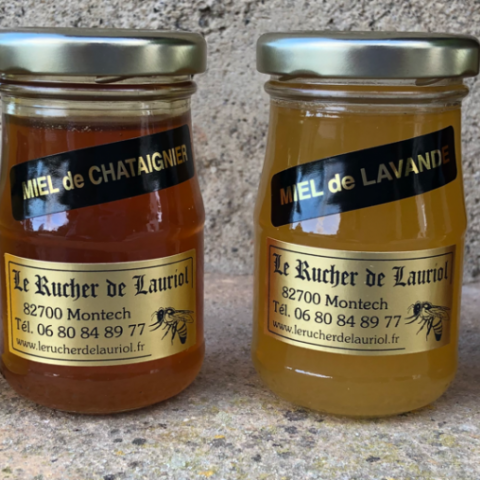 MIEL de CHATAIGNIER
Le Rucher de Lauriol
82700 Montech
Tél. 06 80 84 89 77
www.lerucherdelauriol.fr
MIEL de LAVANDE
Le Rucher de Lauriol
82700 Montech
Tél. 06 80 84 89 77
www.lerucherdelauriol.fr